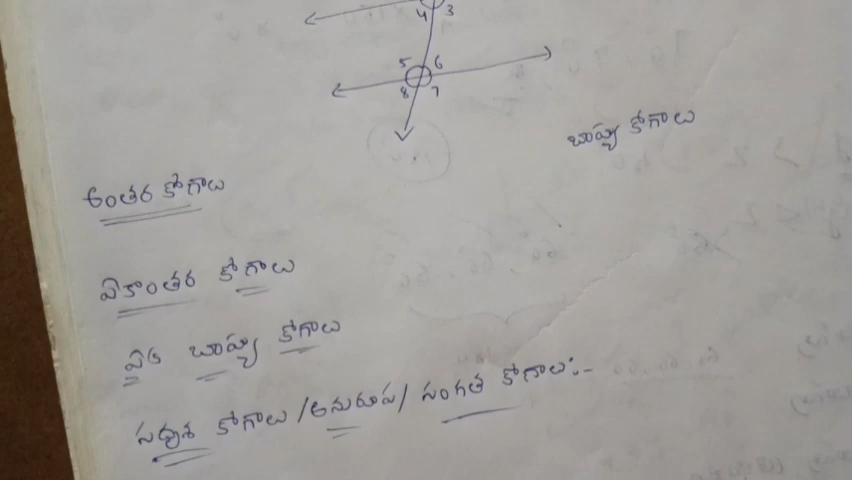 4 3
5 6
8 7
బాహ్య కోణాలు
అంతర కోణాలు
ఏకాంతర కోణాలు
ఏక బాహ్య కోణాలు
సదృశ కోణాలు / అనురూప / సంగత కోణాలు :-